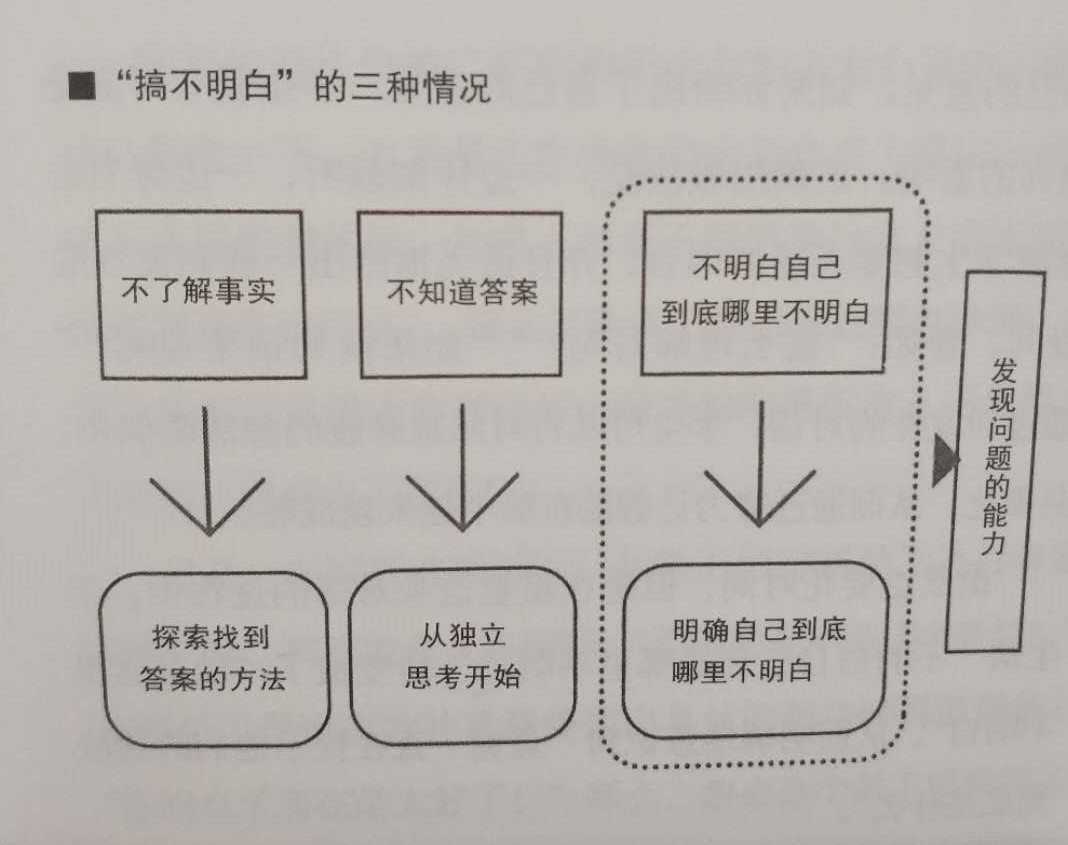 ■ “搞不明白”的三种情况
不了解事实
不知道答案
不明白自己
到底哪里不明白
发现问题的能力
探索找到
答案的方法
从独立
思考开始
明确自己到底
哪里不明白